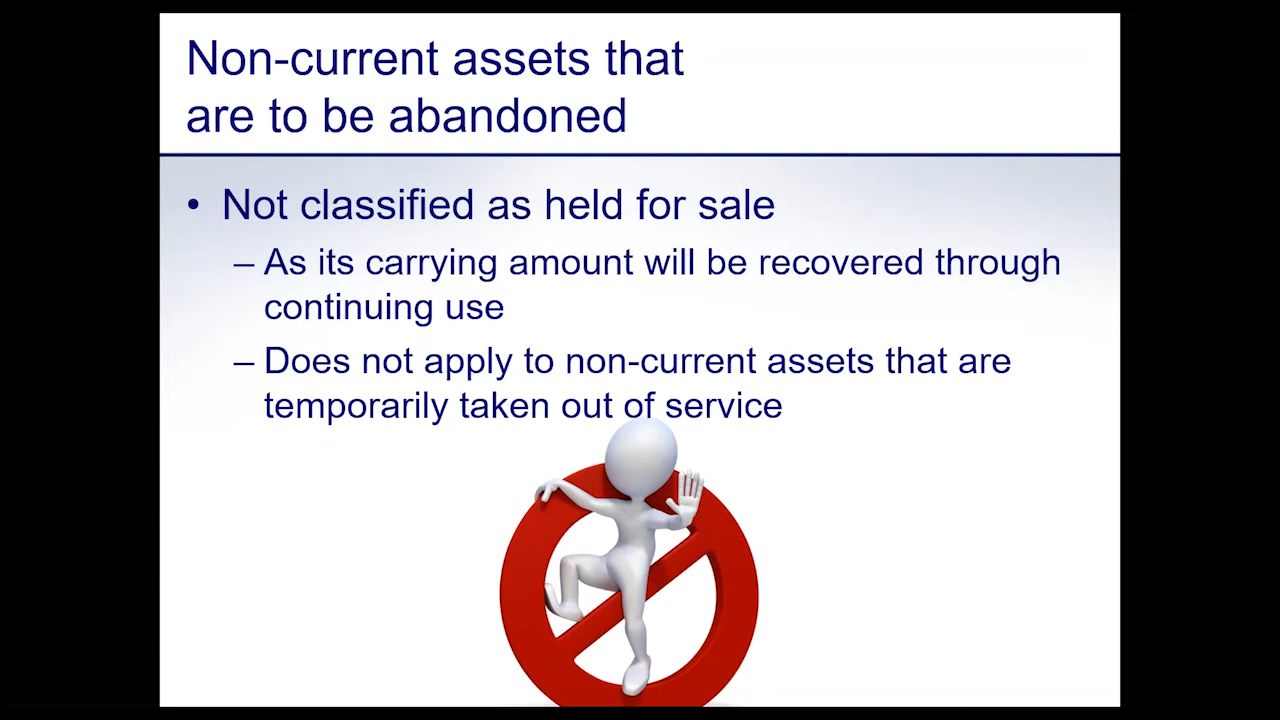 Non-current assets that
are to be abandoned
• Not classified as held for sale
– As its carrying amount will be recovered through
continuing use
– Does not apply to non-current assets that are
temporarily taken out of service